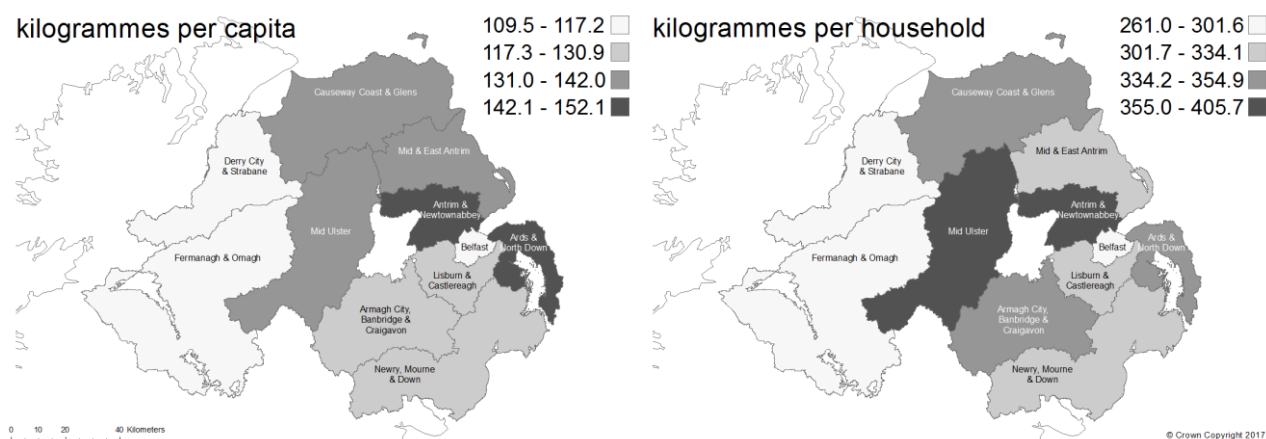 kilogrammes per capita
109.5 - 117.2
117.3 - 130.9
131.0 - 142.0
142.1 - 152.1
Causeway Coast & Glens
Derry City
& Strabane
Mid & East Antrim
Antrim &
Newtownabbey
Mid Ulster
Belfast
Ards &
North Down
Fermanagh & Omagh
Lisburn &
Castlereagh
Armagh City,
Banbridge &
Craigavon
Newry, Mourne
& Down
0 10 20 40 Kilometers
kilogrammes per household
261.0 - 301.6
301.7 - 334.1
334.2 - 354.9
355.0 - 405.7
Causeway Coast & Glens
Derry City
& Strabane
Mid & East Antrim
Antrim &
Newtownabbey
Mid Ulster
Belfast
Ards &
North Down
Fermanagh & Omagh
Lisburn &
Castlereagh
Armagh City,
Banbridge &
Craigavon
Newry, Mourne
& Down
© Crown Copyright 2017